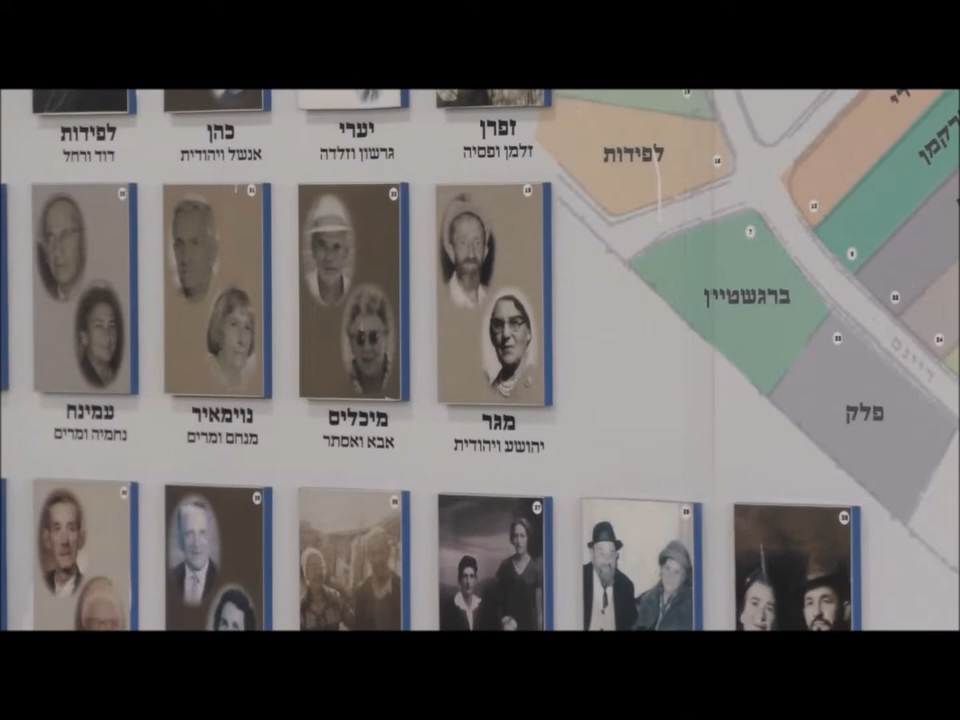 זפרן
זלמן ופסיה
יערי
גרשון וזלדה
כהן
אנשל ויהודית
לפידות
דוד ורחל
מגר
יהושע ויהודית
מיכליס
אבא ואסתר
נוימאיר
מנחם ומרים
עמינח
נחמיה ומרים
לפידות
ברגשטיין
פלק